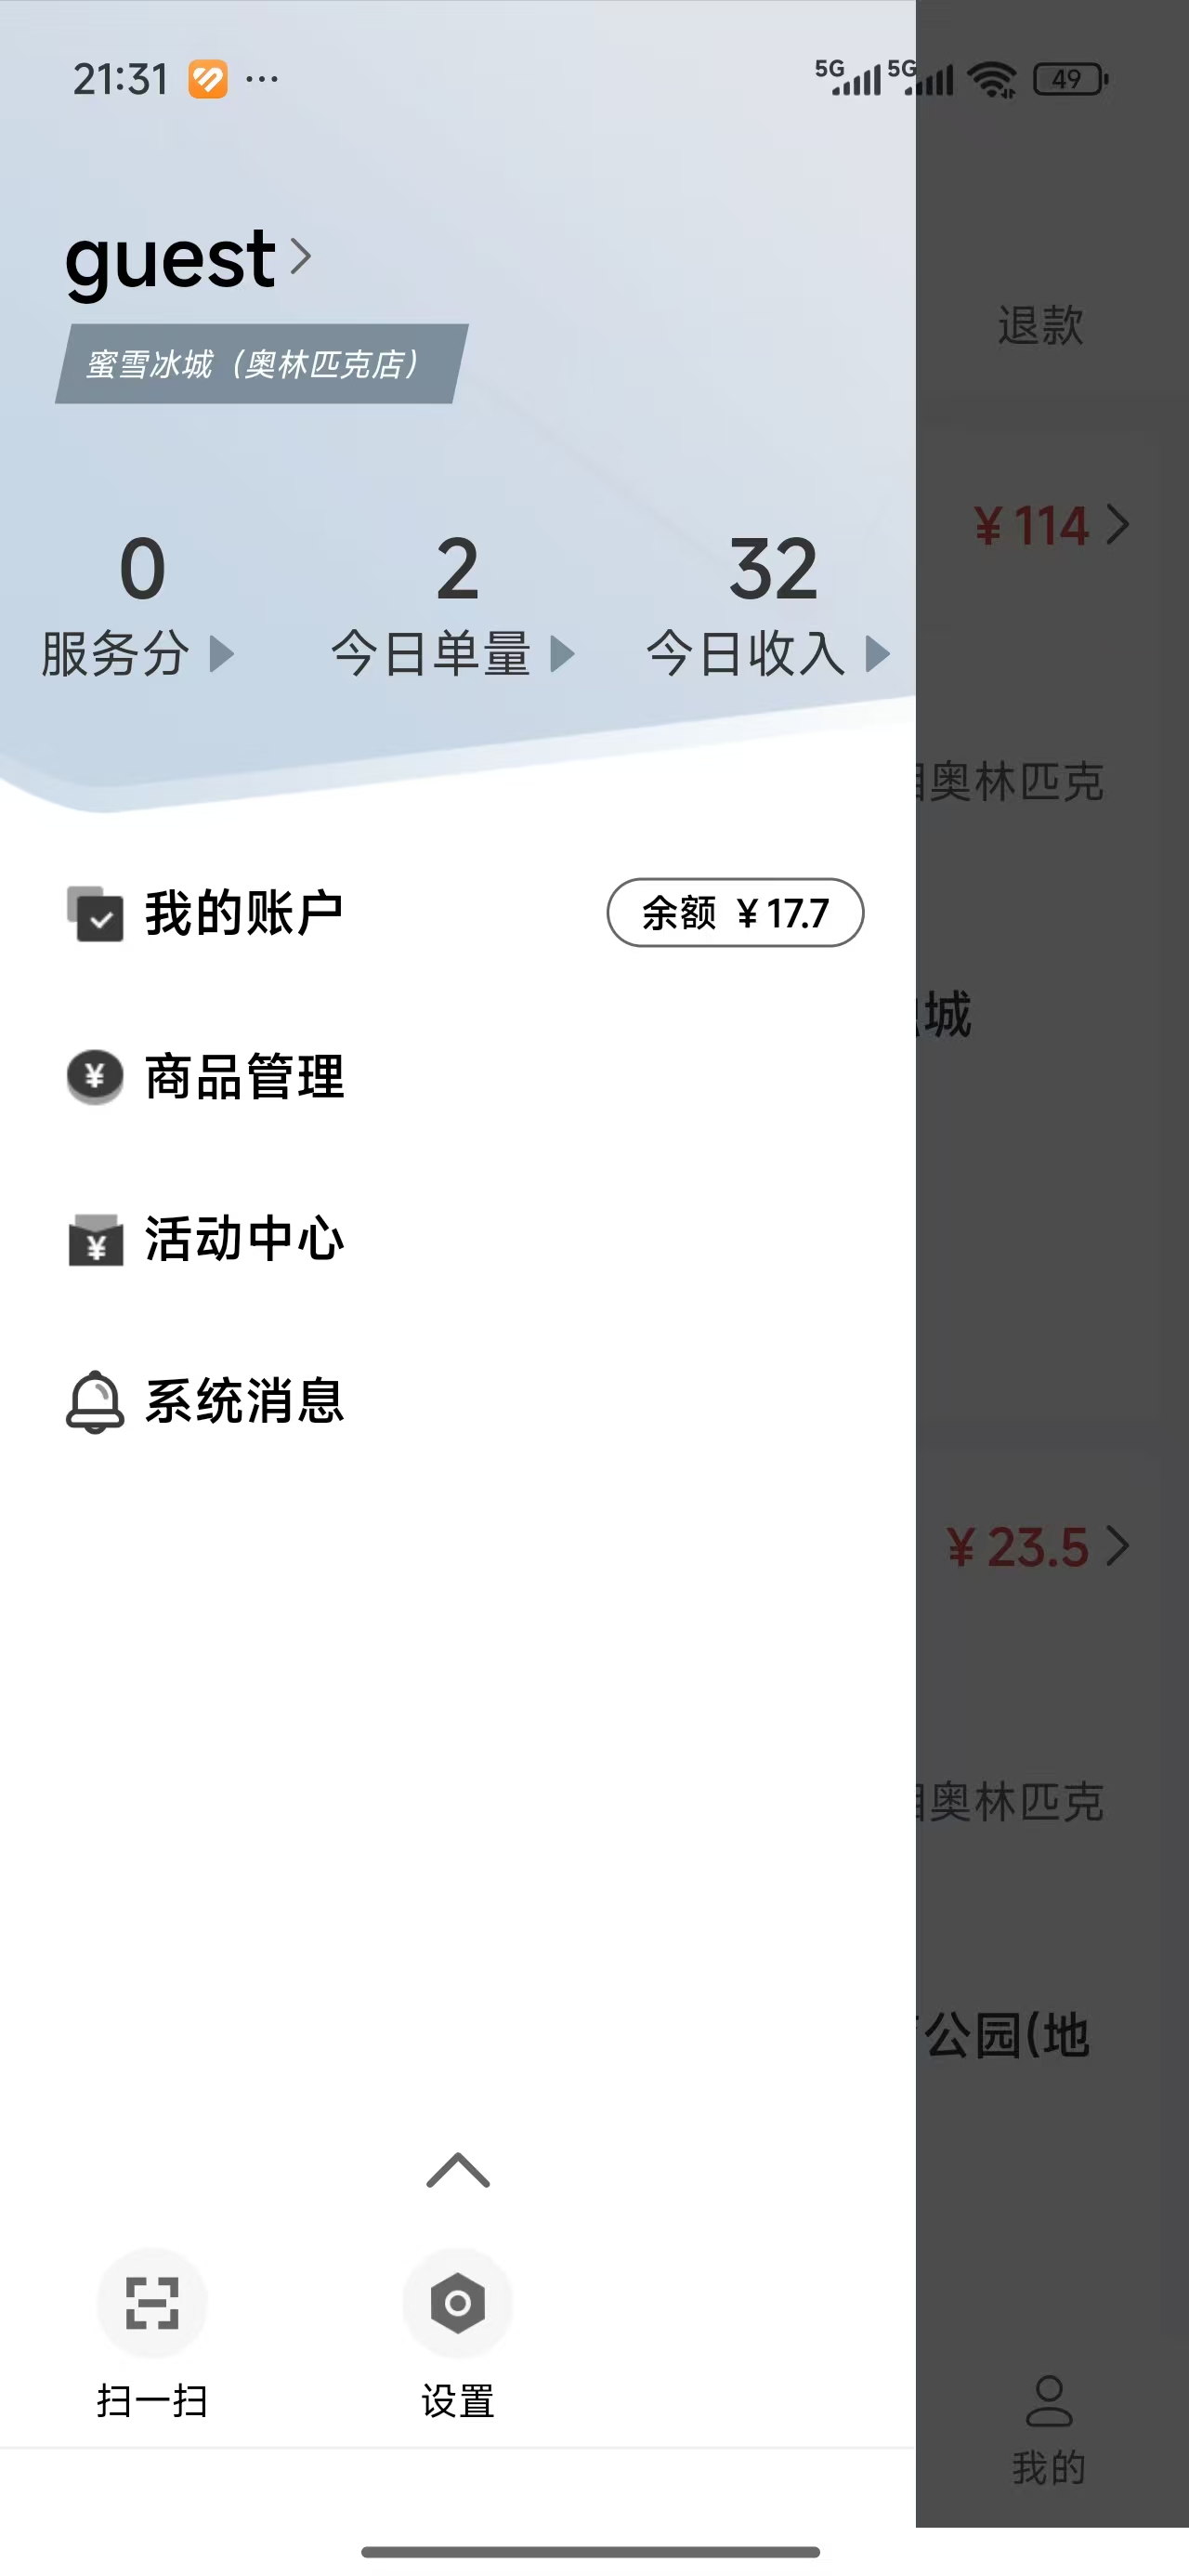 21:31 ···
5G 5G 49
guest
蜜雪冰城（奥林匹克店）
退款
0 2 32
服务分 今日单量 今日收入
¥ 114
奥林匹克
我的账户 余额 ¥ 17.7
城
商品管理
活动中心
系统消息
¥ 23.5
奥林匹克
公园(地
扫一扫 设置
我的